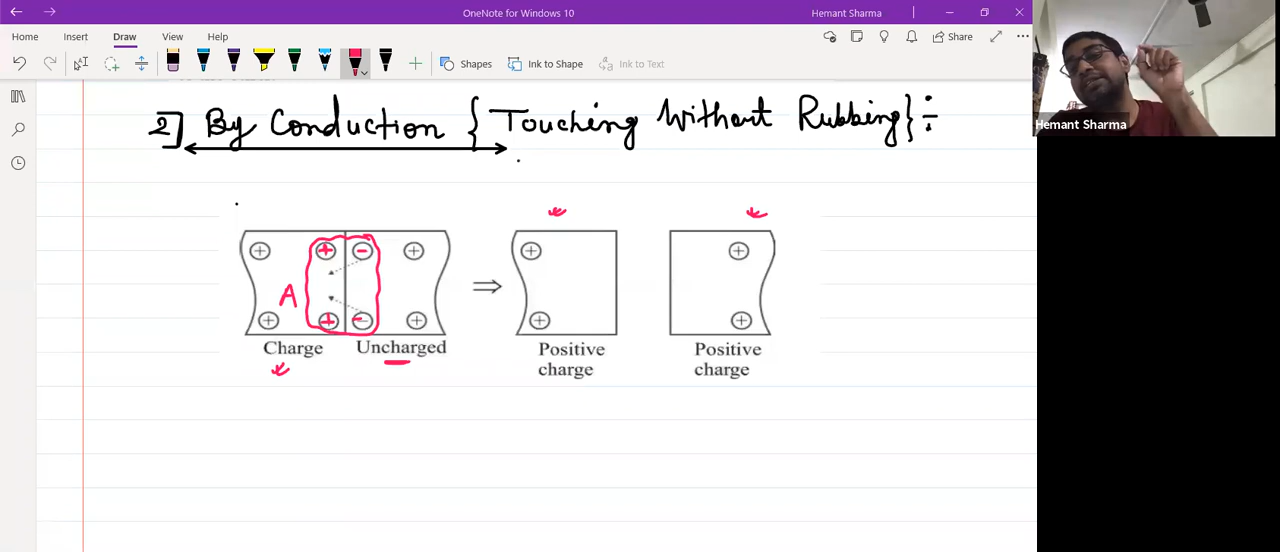 OneNote for Windows 10
Hemant Sharma
Home Insert Draw View Help
Share
Shapes Ink to Shape Ink to Text
2] By Conduction { Touching Without Rubbing } ÷
Hemant Sharma
+ + - + + +
A
+ + - + + +
Charge Uncharged Positive charge Positive charge